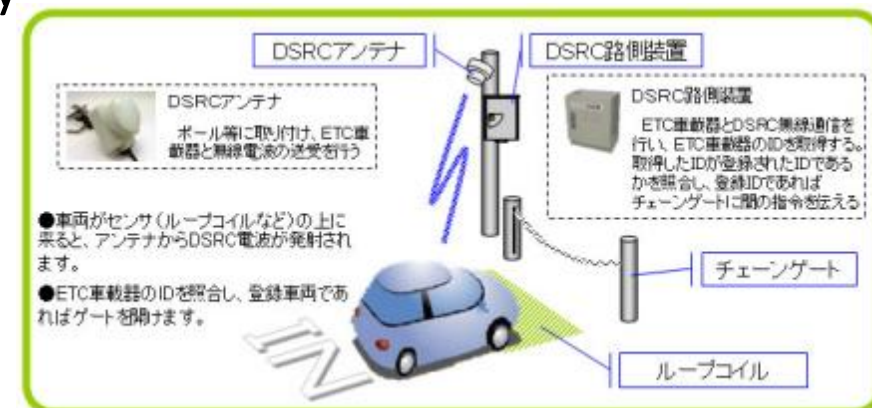 y
DSRCアンテナ
DSRC路側装置
DSRCアンテナ
ポール等に取り付け、ETC車
載器と無線電波の送受を行う
DSRC路側装置
ETC車載器とDSRC無線通信を
行い、ETC車載器のIDを取得する。
取得したIDが登録されたIDである
かを照合し、登録IDであれば
チェーンゲートに開の指令を伝える
●車両がセンサ(ループコイルなど)の上に
来ると、アンテナからDSRC電波が発射され
ます。
●ETC車載器のIDを照合し、登録車両であ
ればゲートを開けます。
チェーンゲート
ループコイル
IN